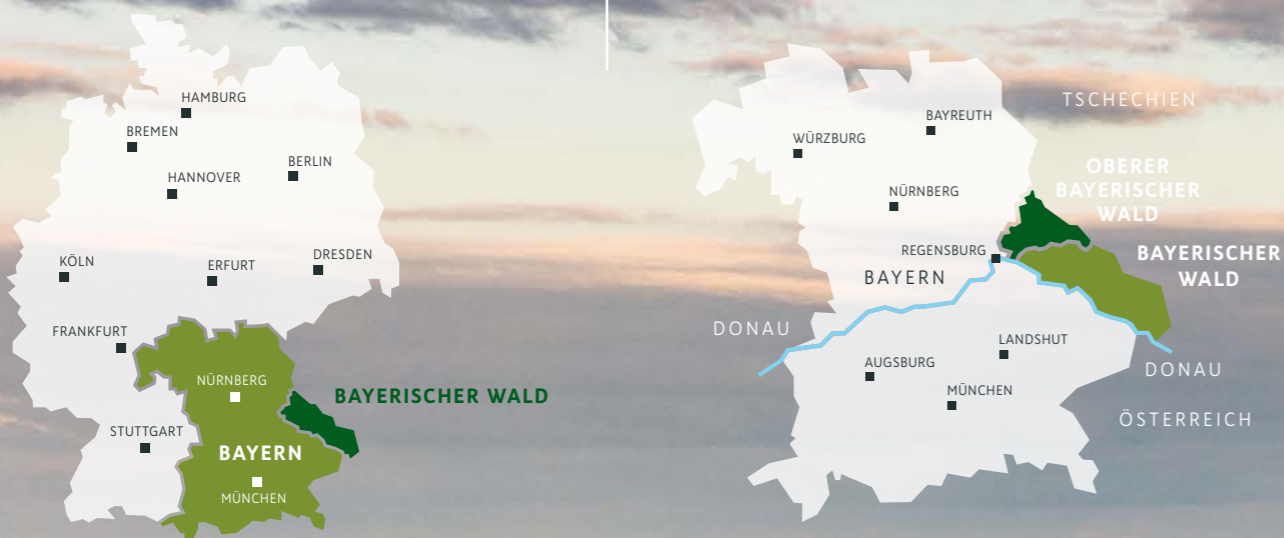 HAMBURG
BREMEN
BERLIN
HANNOVER
KÖLN
ERFURT
DRESDEN
FRANKFURT
NÜRNBERG
BAYERISCHER WALD
STUTTGART
BAYERN
MÜNCHEN
TSCHECHIEN
BAYREUTH
WÜRZBURG
OBERER
BAYERISCHER
WALD
NÜRNBERG
REGENSBURG
BAYERISCHER
WALD
BAYERN
DONAU
LANDSHUT
AUGSBURG
DONAU
MÜNCHEN
ÖSTERREICH